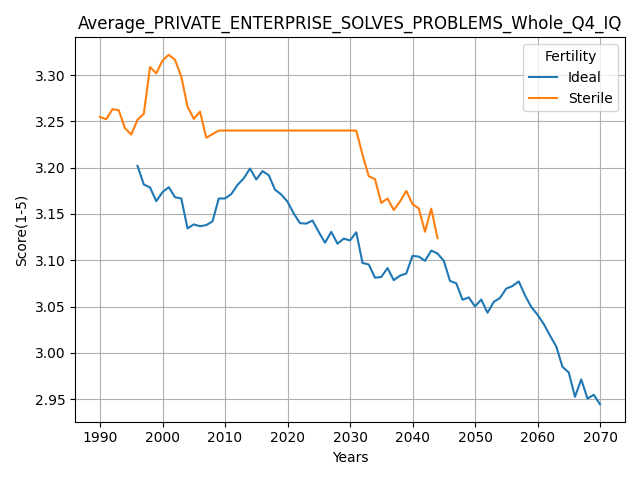 Average_PRIVATE_ENTERPRISE_SOLVES_PROBLEMS_Whole_Q4_IQ
Fertility
Ideal
Sterile
Score(1-5)
3.30
3.25
3.20
3.15
3.10
3.05
3.00
2.95
1990 2000 2010 2020 2030 2040 2050 2060 2070
Years